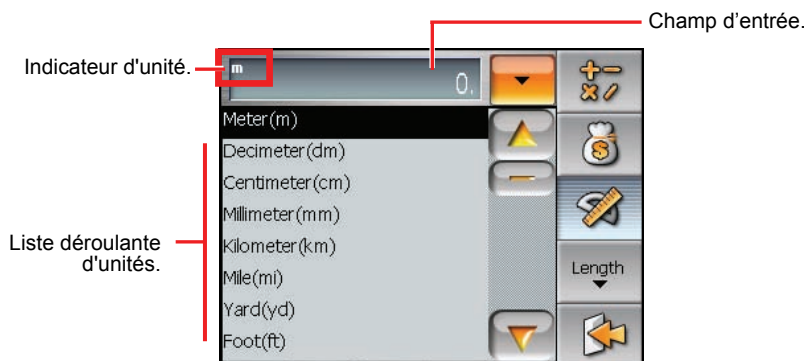 Champ d’entrée.
Indicateur d'unité.
m
0.
Meter(m)
Decimeter(dm)
Centimeter(cm)
Millimeter(mm)
Kilometer(km)
Mile(mi)
Yard(yd)
Foot(ft)
Liste déroulante
d'unités.
Length